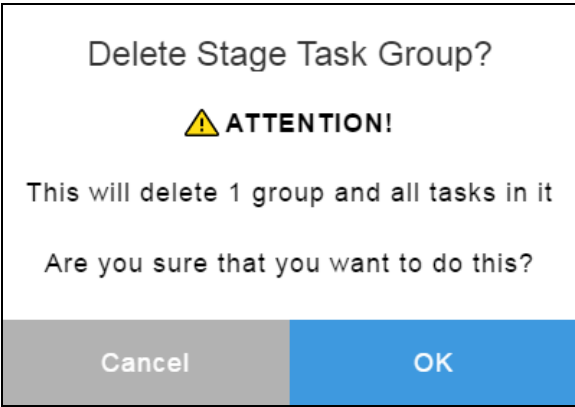 Delete Stage Task Group?
⚠ ATTENTION!
This will delete 1 group and all tasks in it
Are you sure that you want to do this?
Cancel OK